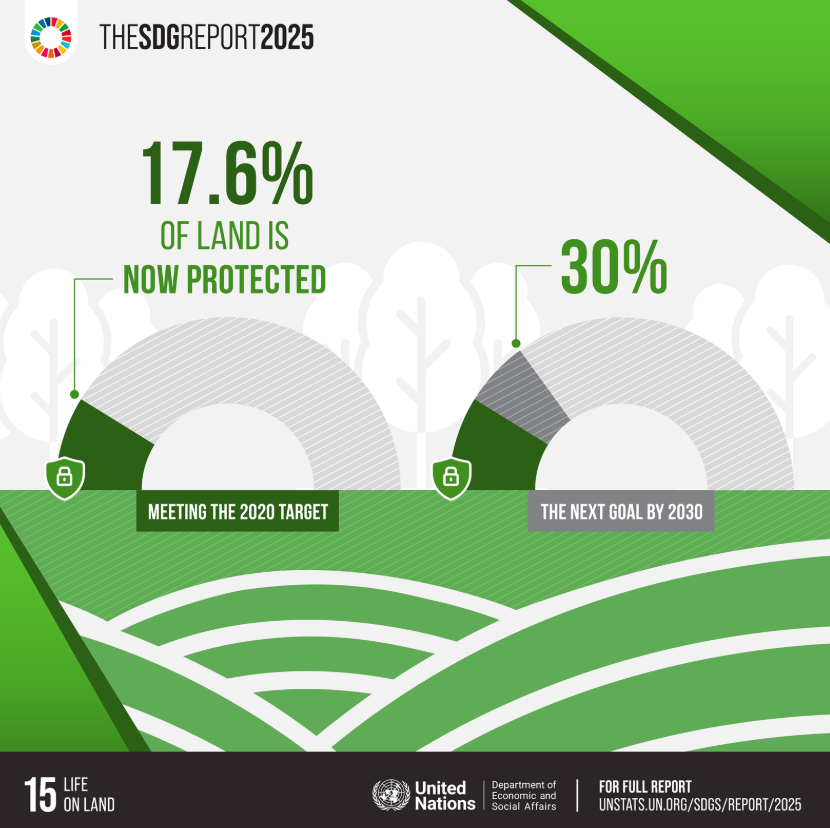 THESDGREPORT2025
17.6%
OF LAND IS
NOW PROTECTED
30%
MEETING THE 2020 TARGET
THE NEXT GOAL BY 2030
15 LIFE
ON LAND
United
Nations
Department of
Economic and
Social Affairs
FOR FULL REPORT
UNSTATS.UN.ORG/SDGS/REPORT/2025